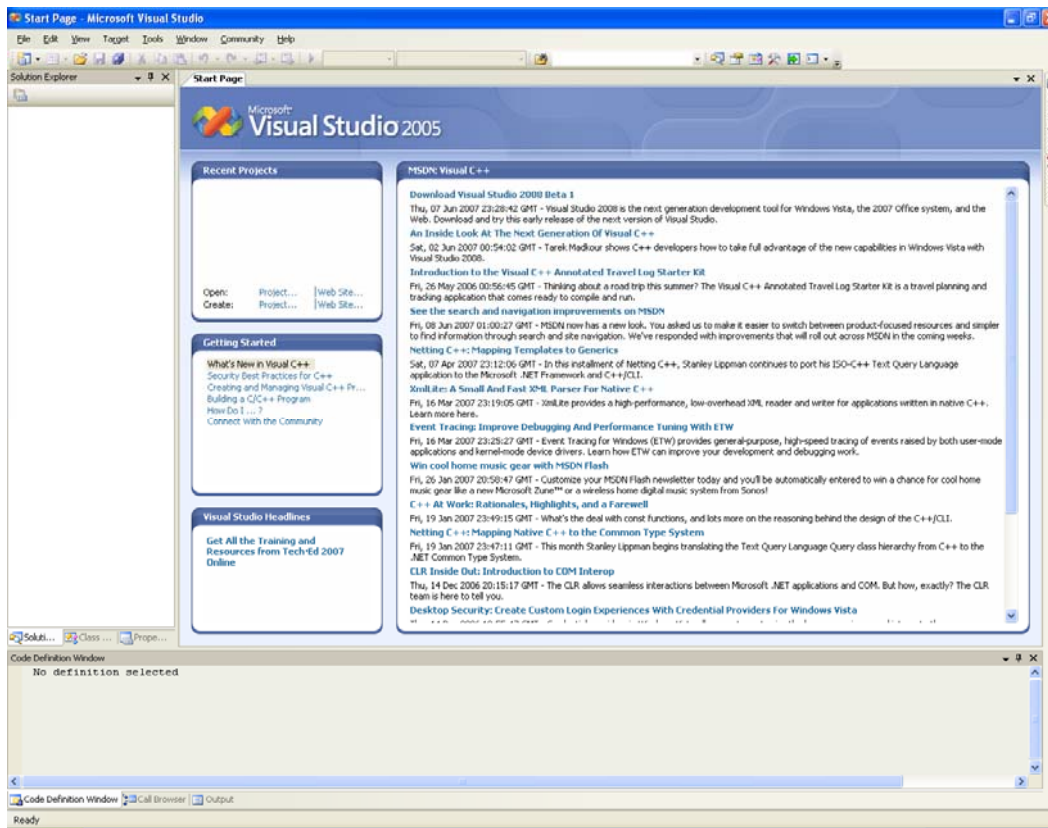 Start Page - Microsoft Visual Studio
File Edit View Target Tools Window Community Help
Solution Explorer
Start Page
Microsoft
Visual Studio 2005
Recent Projects
Open: Project... Web Site...
Create: Project... Web Site...
Getting Started
What's New in Visual C++
Security Best Practices for C++
Creating and Managing Visual C++ Pr...
Building a C/C++ Program
How Do I ... ?
Connect With the Community
Visual Studio Headlines
Get All the Training and
Resources from Tech·Ed 2007
Online
MSDN: Visual C++
Download Visual Studio 2008 Beta 1
Thu, 07 Jun 2007 23:28:42 GMT - Visual Studio 2008 is the next generation development tool for Windows Vista, the 2007 Office system, and the
Web. Download and try this early release of the next version of Visual Studio.
An Inside Look At The Next Generation Of Visual C++
Sat, 02 Jun 2007 00:54:02 GMT - Tarek Madkour shows C++ developers how to take full advantage of the new capabilities in Windows Vista with
Visual Studio 2008.
Introduction to the Visual C++ Annotated Travel Log Starter Kit
Fri, 26 May 2006 00:56:45 GMT - Thinking about a road trip this summer? The Visual C++ Annotated Travel Log Starter Kit is a travel planning and
tracking application that comes ready to compile and run.
See the search and navigation improvements on MSDN
Fri, 08 Jun 2007 01:00:27 GMT - MSDN now has a new look. You asked us to make it easier to switch between product-focused resources and simpler
to find information through search and site navigation. We've responded with improvements that will roll out across MSDN in the coming weeks.
Netting C++: Mapping Templates to Generics
Sat, 07 Apr 2007 23:12:06 GMT - In this installment of Netting C++, Stanley Lippman continues to port his ISO-C++ Text Query Language
application to the Microsoft .NET Framework and C++/CLI.
XmlLite: A Small And Fast XML Parser For Native C++
Fri, 16 Mar 2007 23:19:05 GMT - XmlLite provides a high-performance, low-overhead XML reader and writer for applications written in native C++.
Learn more here.
Event Tracing: Improve Debugging And Performance Tuning With ETW
Fri, 16 Mar 2007 23:25:27 GMT - Event Tracing for Windows (ETW) provides general-purpose, high-speed tracing of events raised by both user-mode
applications and kernel-mode device drivers. Learn how ETW can improve your development and debugging work.
Win cool home music gear with MSDN Flash
Fri, 26 Jan 2007 20:58:47 GMT - Customize your MSDN Flash newsletter today and you'll be automatically entered to win a chance for cool home
music gear like a new Microsoft Zune™ or a wireless home digital music system from Sonos!
C++ At Work: Rationales, Highlights, and a Farewell
Fri, 19 Jan 2007 23:49:15 GMT - What's the deal with const functions, and lots more on the reasoning behind the design of the C++/CLI.
Netting C++: Mapping Native C++ to the Common Type System
Fri, 19 Jan 2007 23:47:11 GMT - This month Stanley Lippman begins translating the Text Query Language Query class hierarchy from C++ to the
.NET Common Type System.
CLR Inside Out: Introduction to COM Interop
Thu, 14 Dec 2006 20:15:17 GMT - The CLR allows seamless interactions between Microsoft .NET applications and COM. But how, exactly? The CLR
team is here to tell you.
Desktop Security: Create Custom Login Experiences With Credential Providers For Windows Vista
Soluti... Class ... Prope...
Code Definition Window
No definition selected
Code Definition Window Call Browser Output
Ready